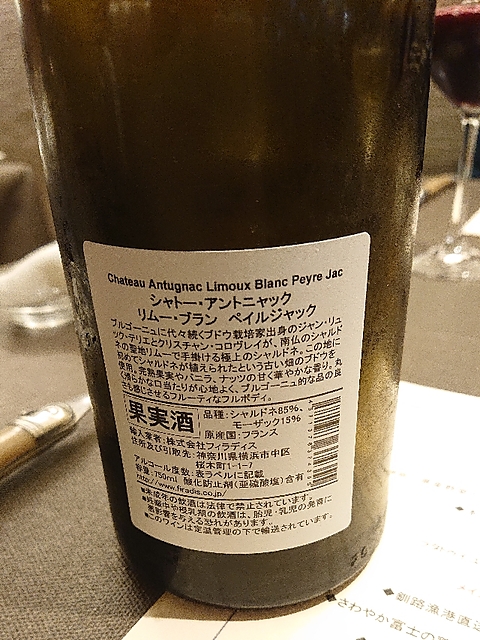 Chateau Antugnac Limoux Blanc Peyre Jac
シャトー・アントニャック
リムー・ブラン ペイルジャック
ブルゴーニュに代々続くブドウ栽培家出身のジャン・リュ
ック・テリエとクリスチャン・コロヴレイが、南仏のシャルド
ネの聖地リムーで手掛ける極上のシャルドネ。この地に
初めてシャルドネが植えられたという古い畑のブドウを
使用。完熟果実やバニラ、ナッツの甘く華やかな香り。丸
く滑らかな口当たりが心地よく、ブルゴーニュ的な品の良
さも感じさせるフルーティなフルボディ。
果実酒
品種:シャルドネ85%、
モーザック15%
原産国:フランス
輸入業者:株式会社フィラディス
住所及び引取先:神奈川県横浜市中区
桜木町1-1-7
アルコール度数:表ラベルに記載
容量:750ml 酸化防止剤(亜硫酸塩)含有
http://www.firadis.co.jp/
■未成年の飲酒は法律で禁止されています。
■妊娠中や授乳期の飲酒は、胎児・乳児の発育に
悪影響を与える恐れがあります。
■このワインは定温管理の下で輸送されています。
◆釧路漁港直送
◆さわやか富士の